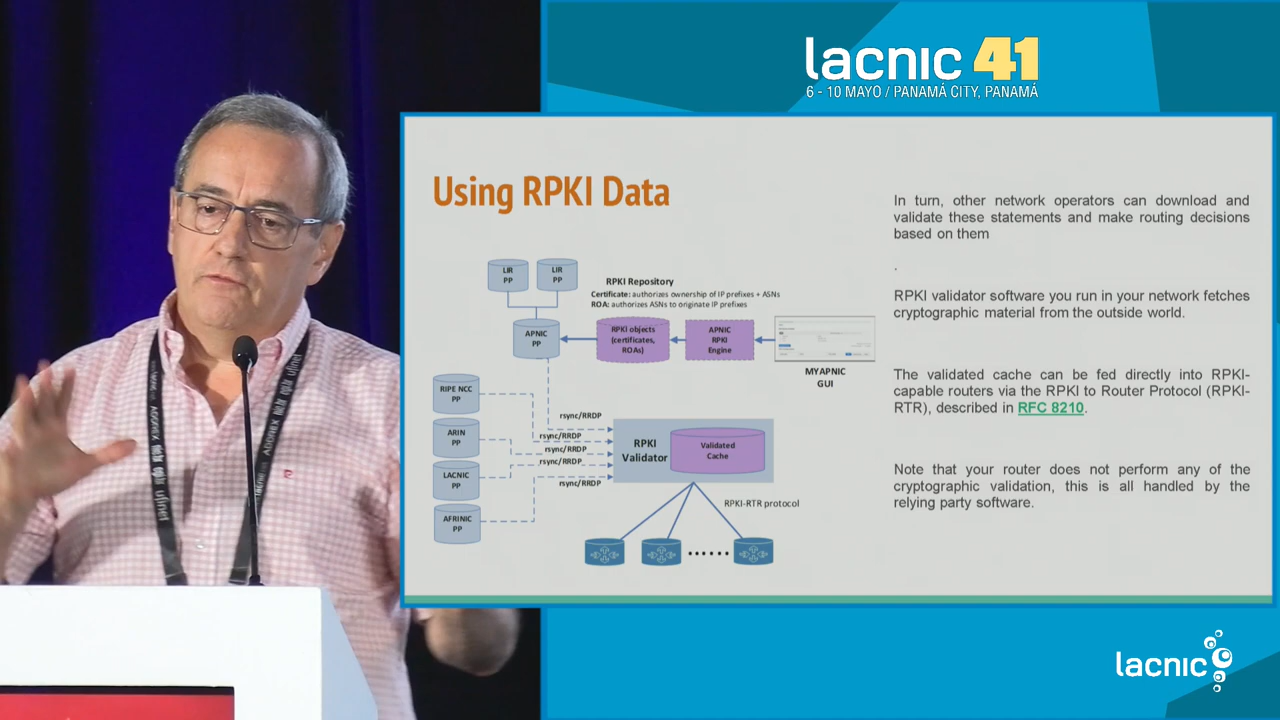 lacnic 41
6 - 10 MAYO / PANAMÁ CITY, PANAMÁ
Using RPKI Data
LIR
PP
LIR
PP
RPKI Repository
Certificate: authorizes ownership of IP prefixes + ASNs
ROA: authorizes ASNs to originate IP prefixes
APNIC
PP
RPKI objects
(certificates,
ROAs)
APNIC
RPKI
Engine
MYAPNIC
GUI
RIPE NCC
PP
ARIN
PP
LACNIC
PP
AFRINIC
PP
rsync/RRDP
rsync/RRDP
rsync/RRDP
rsync/RRDP
rsync/RRDP
RPKI
Validator
Validated
Cache
RPKI-RTR protocol
In turn, other network operators can download and
validate these statements and make routing decisions
based on them
.
RPKI validator software you run in your network fetches
cryptographic material from the outside world.
The validated cache can be fed directly into RPKI-
capable routers via the RPKI to Router Protocol (RPKI-
RTR), described in RFC 8210.
Note that your router does not perform any of the
cryptographic validation, this is all handled by the
relying party software.
ufinet
ufinet
lacnic